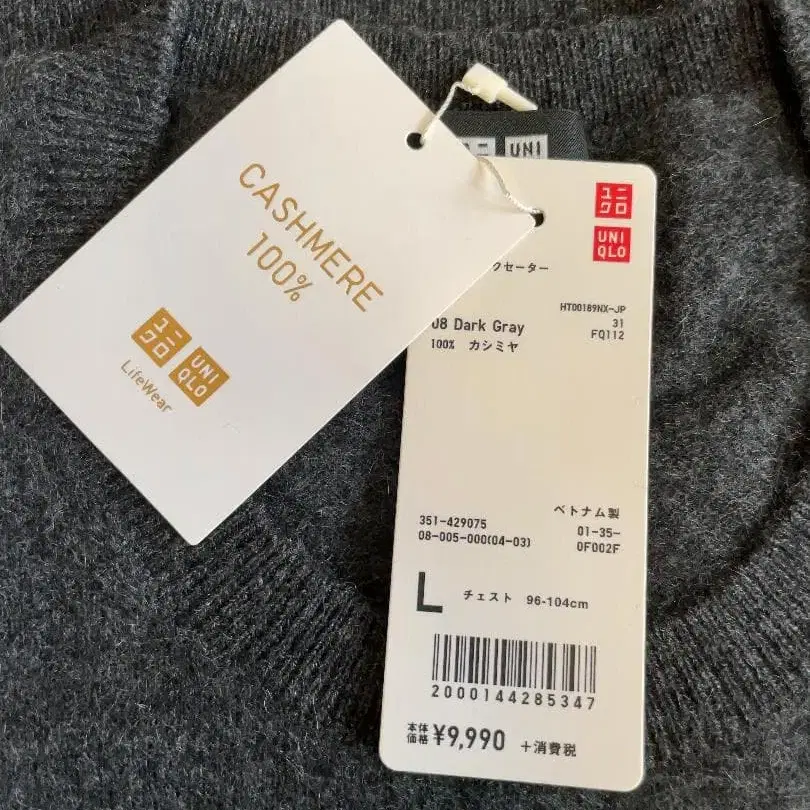 CASHMERE
100%
ユニ
クロ
UNI
QLO
LifeWear
UNI
ユニ
クロ
UNI
QLO
クセーター
HT00189NX-JP
08 Dark Gray
31
100% カシミヤ
FQ112
ベトナム製
351-429075
01-35-
08-005-000(04-03)
0F002F
L チェスト 96-104cm
2000144285347
本体
価格 ¥9,990 +消費税